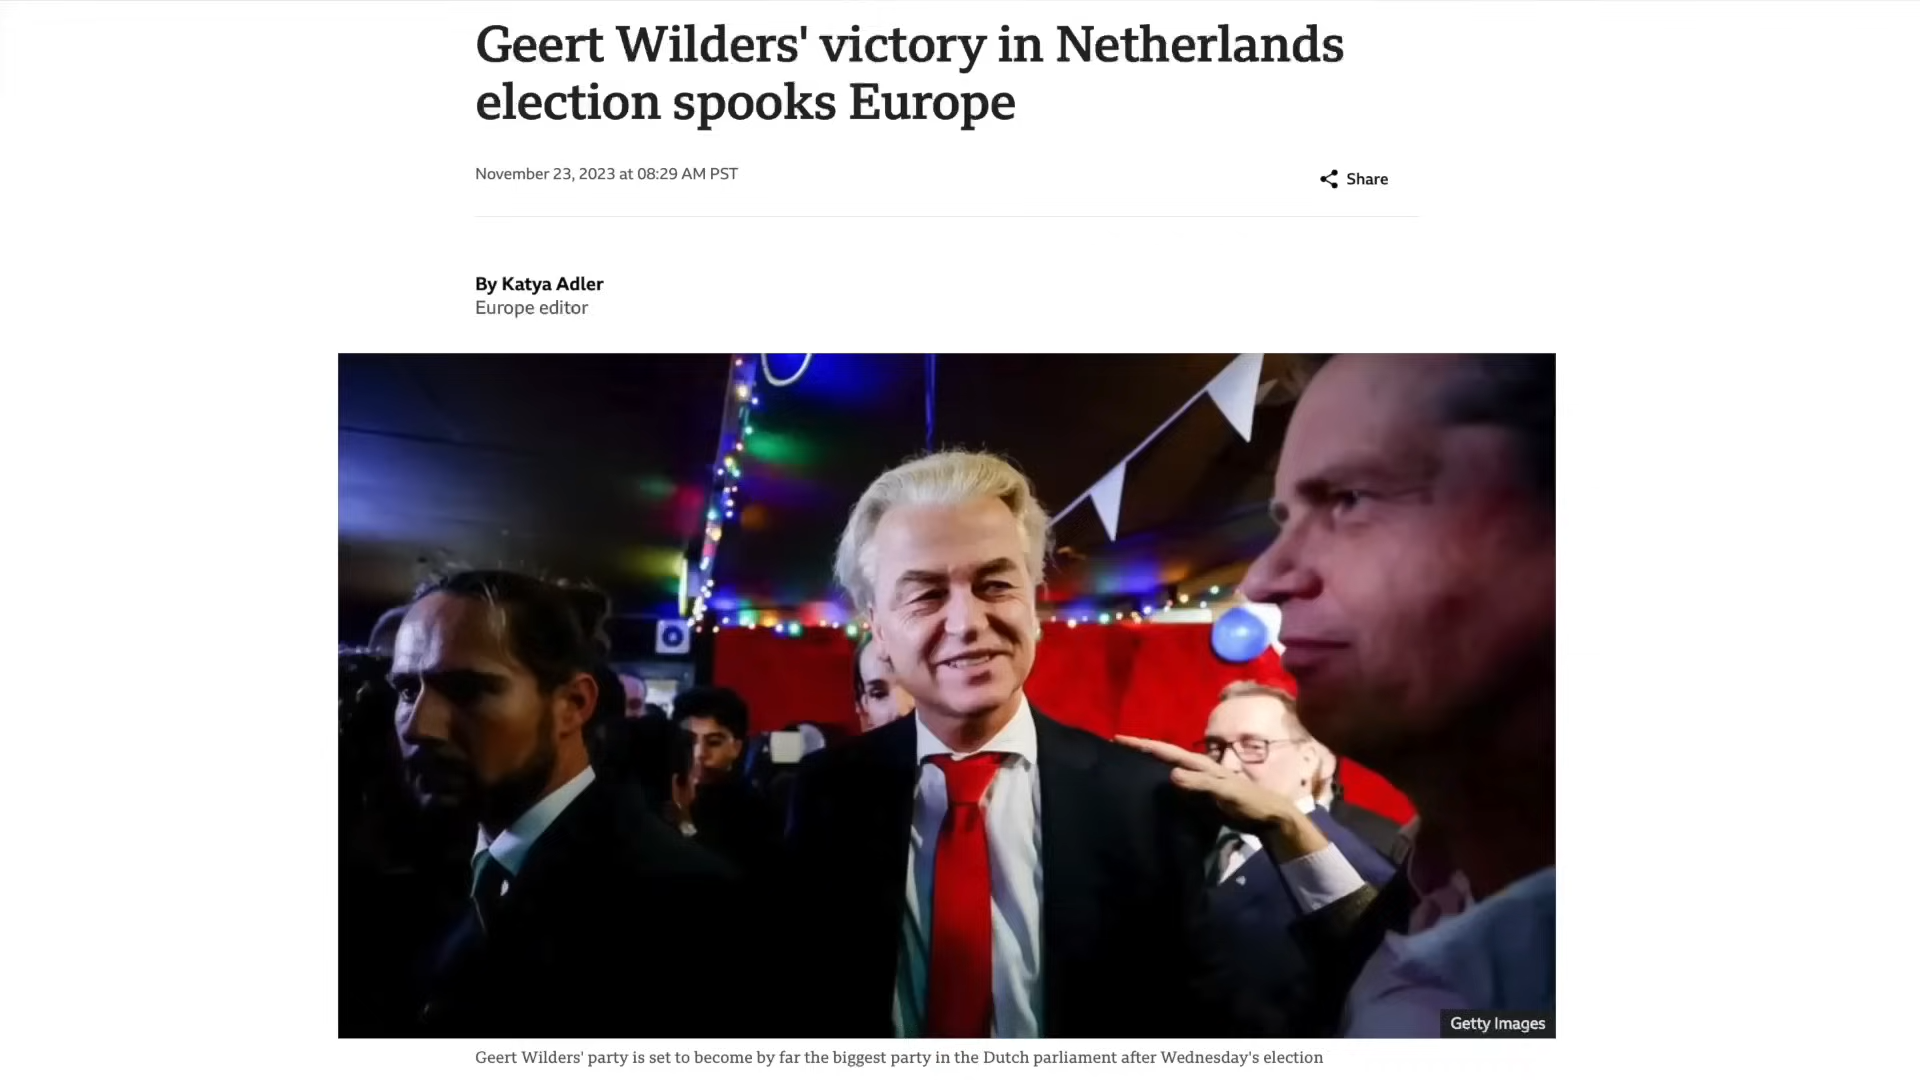 Geert Wilders' victory in Netherlands
election spooks Europe
November 23, 2023 at 08:29 AM PST
Share
By Katya Adler
Europe editor
Getty Images
Geert Wilders' party is set to become by far the biggest party in the Dutch parliament after Wednesday's election